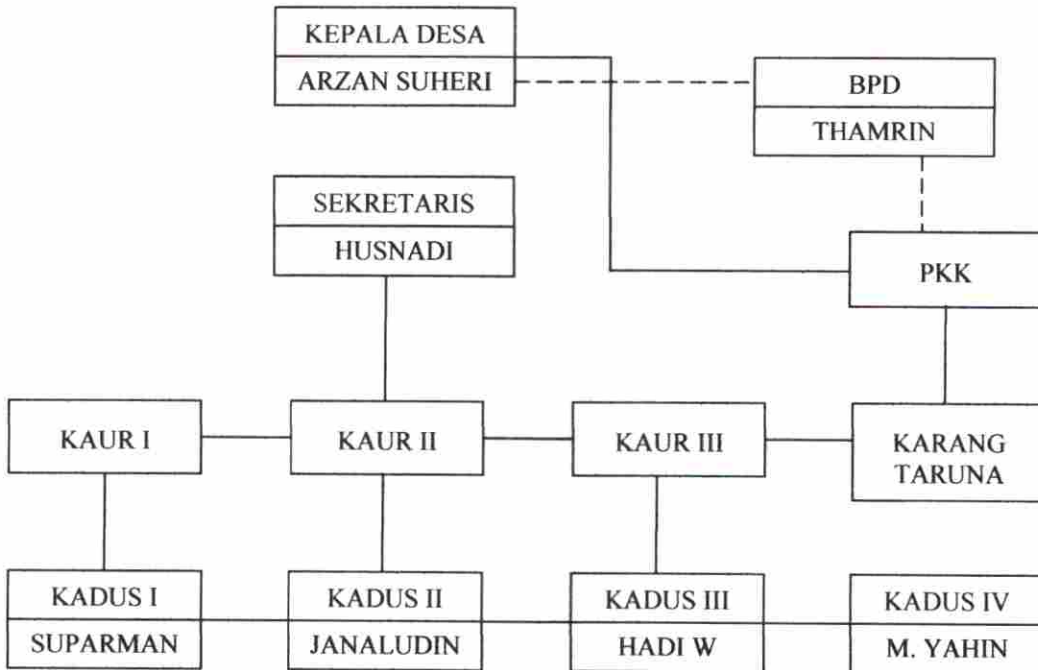 KEPALA DESA
ARZAN SUHERI
BPD
THAMRIN
SEKRETARIS
HUSNADI
PKK
KAUR I
KAUR II
KAUR III
KARANG
TARUNA
KADUS I
SUPARMAN
KADUS II
JANALUDIN
KADUS III
HADI W
KADUS IV
M. YAHIN